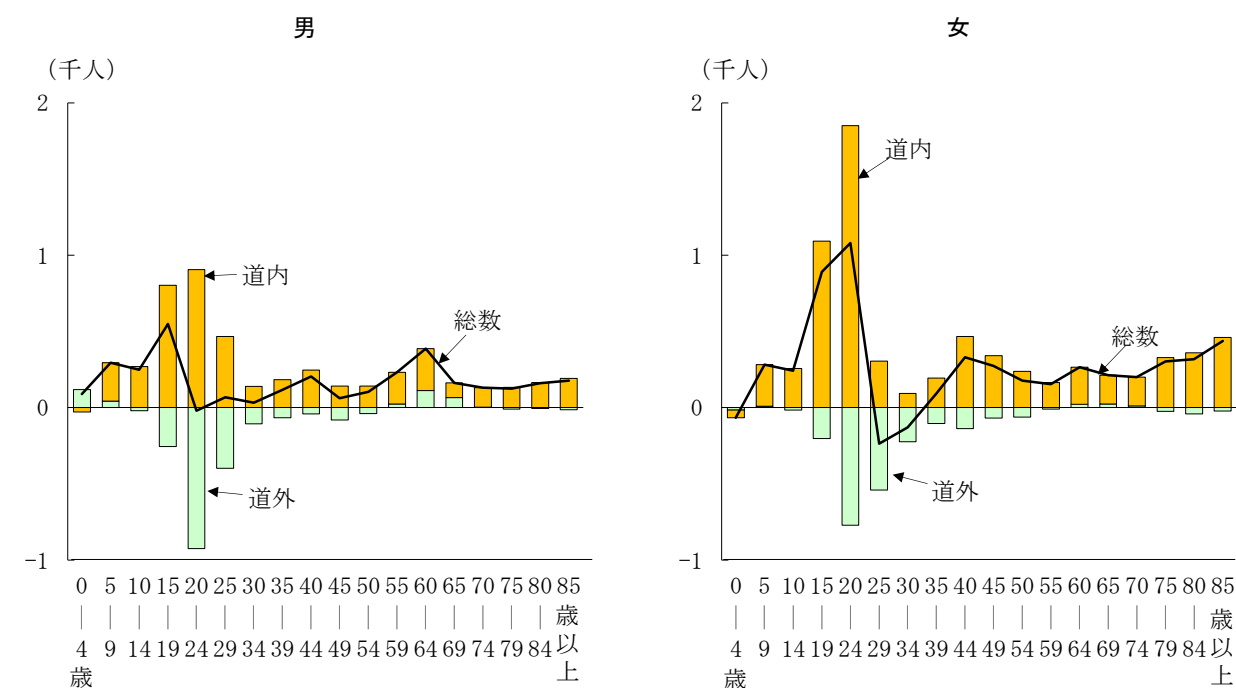 男
（千人）
2
1
0
-1
道内
総数
道外
0 5 10 15 20 25 30 35 40 45 50 55 60 65 70 75 80 85
｜ ｜ ｜ ｜ ｜ ｜ ｜ ｜ ｜ ｜ ｜ ｜ ｜ ｜ ｜ ｜ ｜ 歳
4 9 14 19 24 29 34 39 44 49 54 59 64 69 74 79 84 以
歳 上
女
（千人）
2
1
0
-1
道内
総数
道外
0 5 10 15 20 25 30 35 40 45 50 55 60 65 70 75 80 85
｜ ｜ ｜ ｜ ｜ ｜ ｜ ｜ ｜ ｜ ｜ ｜ ｜ ｜ ｜ ｜ ｜ 歳
4 9 14 19 24 29 34 39 44 49 54 59 64 69 74 79 84 以
歳 上